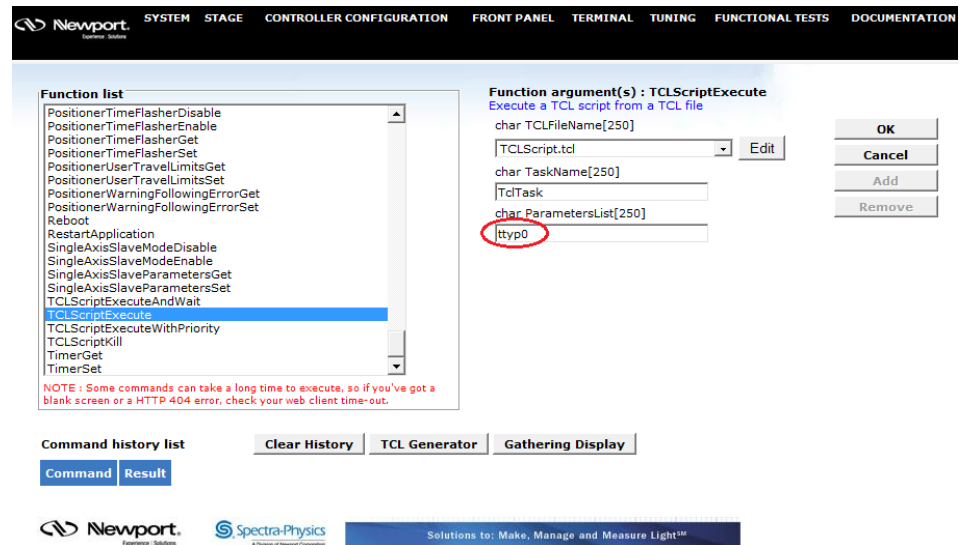 Newport.
Experience | Solutions
SYSTEM STAGE CONTROLLER CONFIGURATION FRONT PANEL TERMINAL TUNING FUNCTIONAL TESTS DOCUMENTATION
Function list
PositionerTimeFlasherDisable
PositionerTimeFlasherEnable
PositionerTimeFlasherGet
PositionerTimeFlasherSet
PositionerUserTravelLimitsGet
PositionerUserTravelLimitsSet
PositionerWarningFollowingErrorGet
PositionerWarningFollowingErrorSet
Reboot
RestartApplication
SingleAxisSlaveModeDisable
SingleAxisSlaveModeEnable
SingleAxisSlaveParametersGet
SingleAxisSlaveParametersSet
TCLScriptExecuteAndWait
TCLScriptExecute
TCLScriptExecuteWithPriority
TCLScriptKill
TimerGet
TimerSet
NOTE : Some commands can take a long time to execute, so if you've got a
blank screen or a HTTP 404 error, check your web client time-out.
Function argument(s) : TCLScriptExecute
Execute a TCL script from a TCL file
char TCLFileName[250]
TCLScript.tcl Edit
char TaskName[250]
TclTask
char ParametersList[250]
ttyp0
OK
Cancel
Add
Remove
Command history list Clear History TCL Generator Gathering Display
Command Result
Newport.
Experience | Solutions
Spectra-Physics
A Division of Newport Corporation
Solutions to: Make, Manage and Measure Light℠